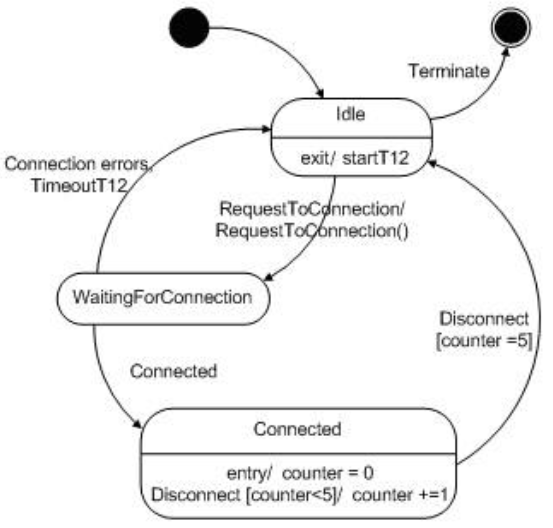 Terminate
Idle
exit/ startT12
Connection errors,
TimeoutT12
RequestToConnection/
RequestToConnection()
WaitingForConnection
Disconnect
[counter =5]
Connected
Connected
entry/ counter = 0
Disconnect [counter<5]/ counter +=1